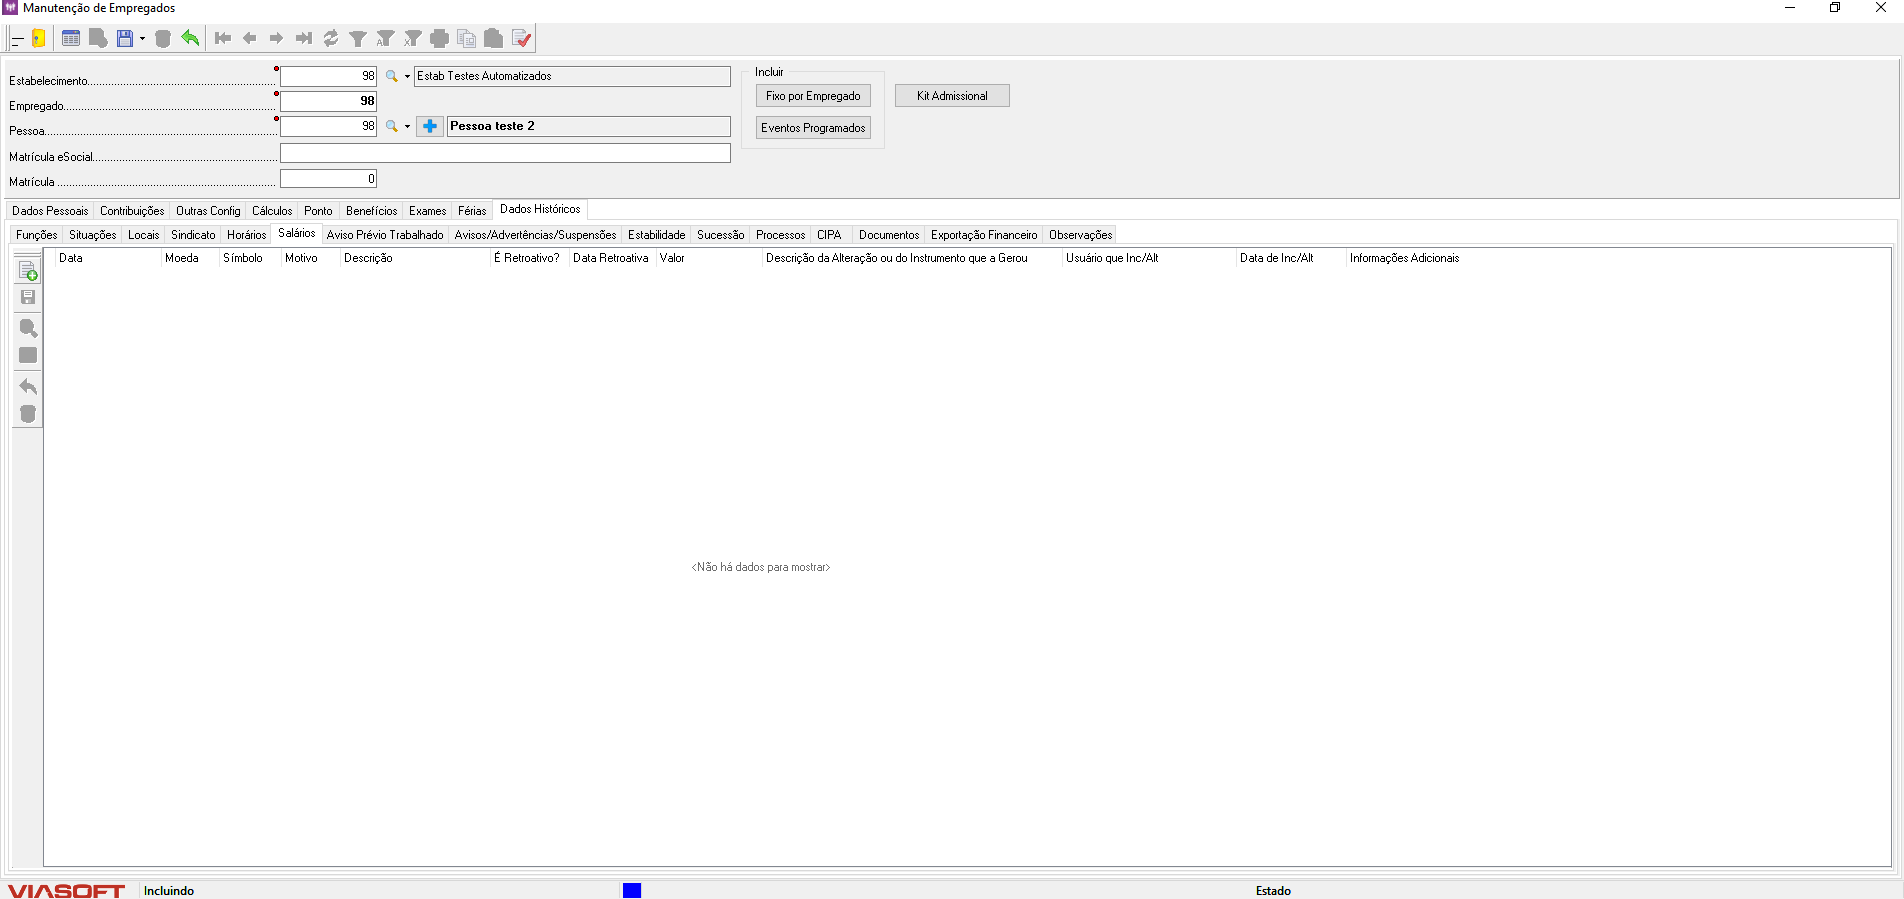 Manutenção de Empregados
Estabelecimento 98 Estab Testes Automatizados
Empregado 98
Pessoa 98 Pessoa teste 2
Matrícula eSocial
Matrícula 0
Incluir
Fixo por Empregado
Kit Admissional
Eventos Programados
Dados Pessoais Contribuições Outras Config Cálculos Ponto Benefícios Exames Férias Dados Históricos
Funções Situações Locais Sindicato Horários Salários Aviso Prévio Trabalhado Avisos/Advertências/Suspensões Estabilidade Sucessão Processos CIPA Documentos Exportação Financeiro Observações
Data Moeda Símbolo Motivo Descrição É Retroativo? Data Retroativa Valor Descrição da Alteração ou do Instrumento que a Gerou Usuário que Inc/Alt Data de Inc/Alt Informações Adicionais
<Não há dados para mostrar>
VIASOFT Incluindo Estado